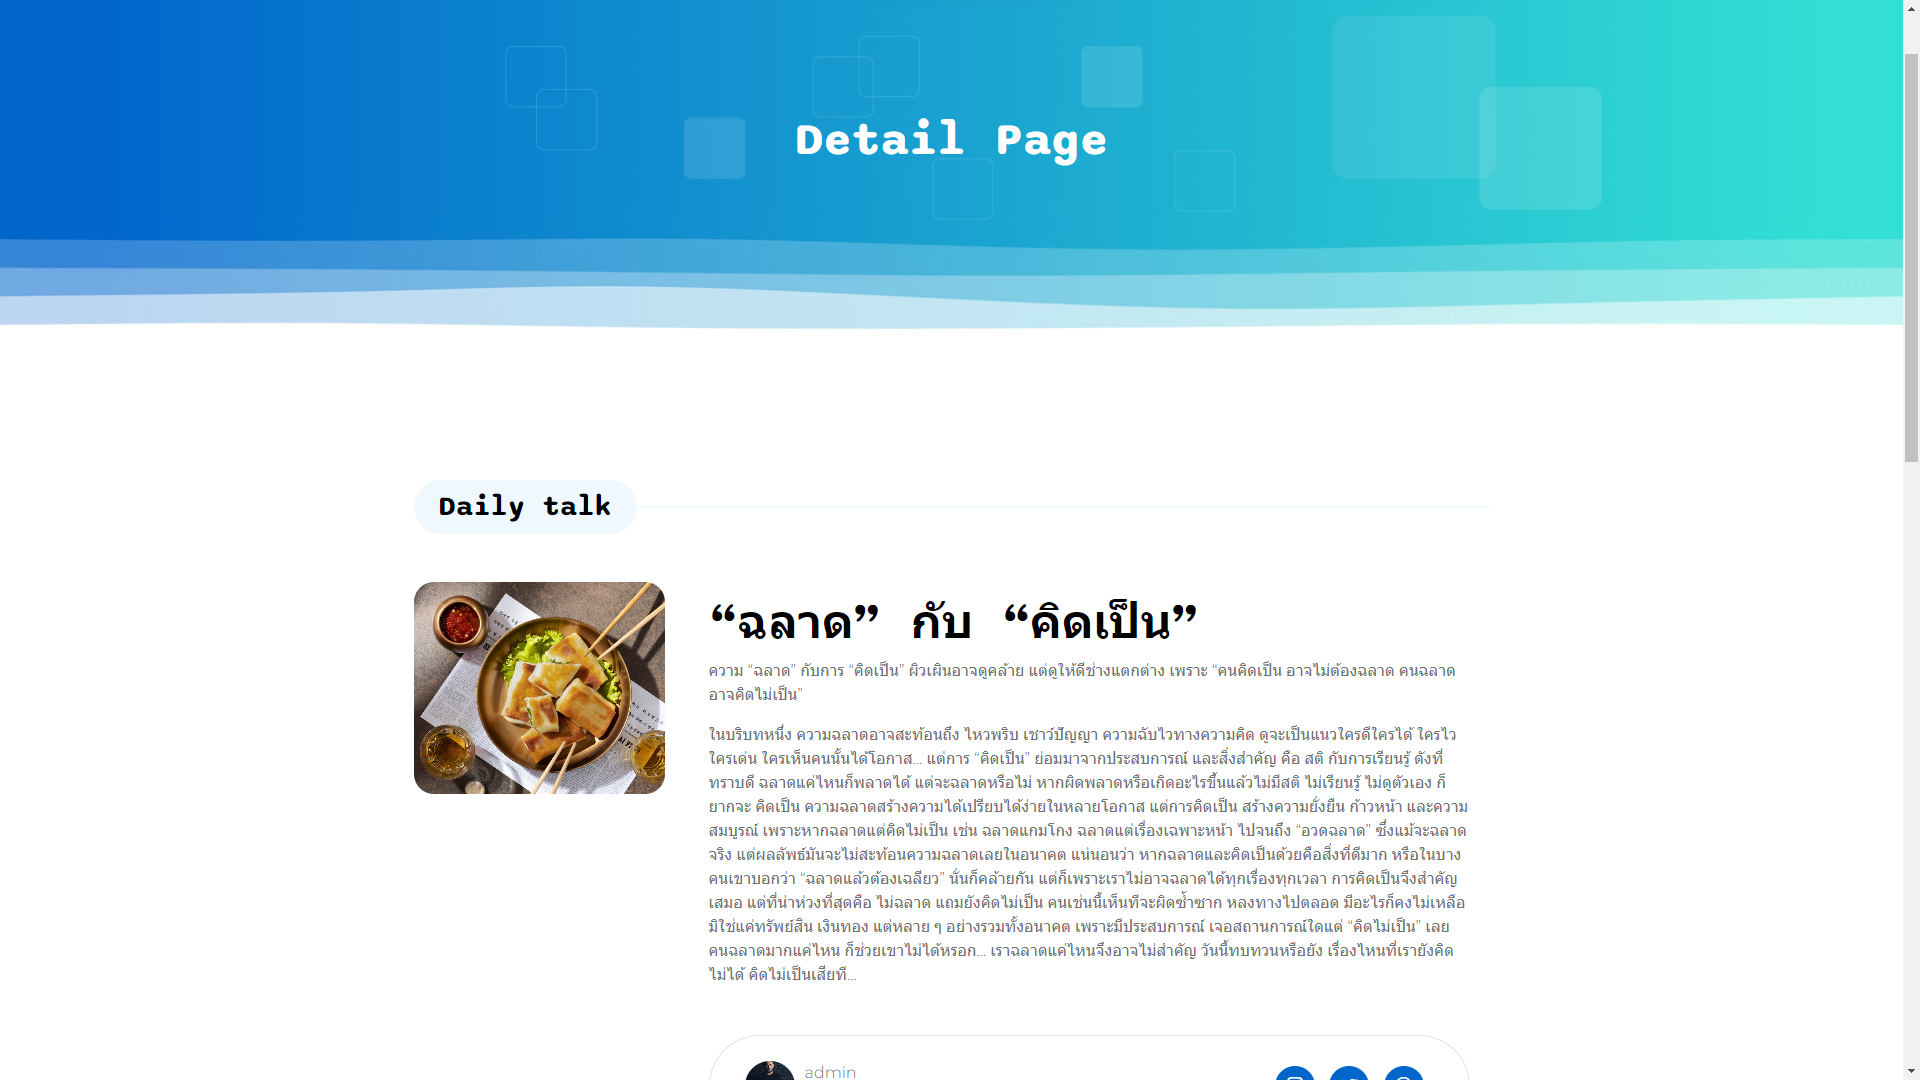 Detail Page
Daily talk
“ฉลาด” กับ “คิดเป็น”
ความ “ฉลาด” กับการ “คิดเป็น” ผิวเผินอาจดูคล้าย แต่ดูให้ดีช่างแตกต่าง เพราะ “คนคิดเป็น อาจไม่ต้องฉลาด คนฉลาด
อาจคิดไม่เป็น”
ในบริบทหนึ่ง ความฉลาดอาจสะท้อนถึง ไหวพริบ เชาว์ปัญญา ความฉับไวทางความคิด ดูจะเป็นแนวใครดีใครได้ ใครไว
ใครเด่น ใครเห็นคนนั้นได้โอกาส… แต่การ “คิดเป็น” ย่อมมาจากประสบการณ์ และสิ่งสำคัญ คือ สติ กับการเรียนรู้ ดังที่
ทราบดี ฉลาดแค่ไหนก็พลาดได้ แต่จะฉลาดหรือไม่ หากผิดพลาดหรือเกิดอะไรขึ้นแล้วไม่มีสติ ไม่เรียนรู้ ไม่ดูตัวเอง ก็
ยากจะ คิดเป็น ความฉลาดสร้างความได้เปรียบได้ง่ายในหลายโอกาส แต่การคิดเป็น สร้างความยั่งยืน ก้าวหน้า และความ
สมบูรณ์ เพราะหากฉลาดแต่คิดไม่เป็น เช่น ฉลาดแกมโกง ฉลาดแต่เรื่องเฉพาะหน้า ไปจนถึง “อวดฉลาด” ซึ่งแม้จะฉลาด
จริง แต่ผลลัพธ์มันจะไม่สะท้อนความฉลาดเลยในอนาคต แน่นอนว่า หากฉลาดและคิดเป็นด้วยคือสิ่งที่ดีมาก หรือในบาง
คนเขาบอกว่า “ฉลาดแล้วต้องเฉลียว” นั่นก็คล้ายกัน แต่ก็เพราะเราไม่อาจฉลาดได้ทุกเรื่องทุกเวลา การคิดเป็นจึงสำคัญ
เสมอ แต่ที่น่าห่วงที่สุดคือ ไม่ฉลาด แถมยังคิดไม่เป็น คนเช่นนี้เห็นทีจะผิดซ้ำซาก หลงทางไปตลอด มีอะไรก็คงไม่เหลือ
มิใช่แค่ทรัพย์สิน เงินทอง แต่หลาย ๆ อย่างรวมทั้งอนาคต เพราะมีประสบการณ์ เจอสถานการณ์ใดแต่ “คิดไม่เป็น” เลย
คนฉลาดมากแค่ไหน ก็ช่วยเขาไม่ได้หรอก… เราฉลาดแค่ไหนจึงอาจไม่สำคัญ วันนี้ทบทวนหรือยัง เรื่องไหนที่เรายังคิด
ไม่ได้ คิดไม่เป็นเสียที…
admin